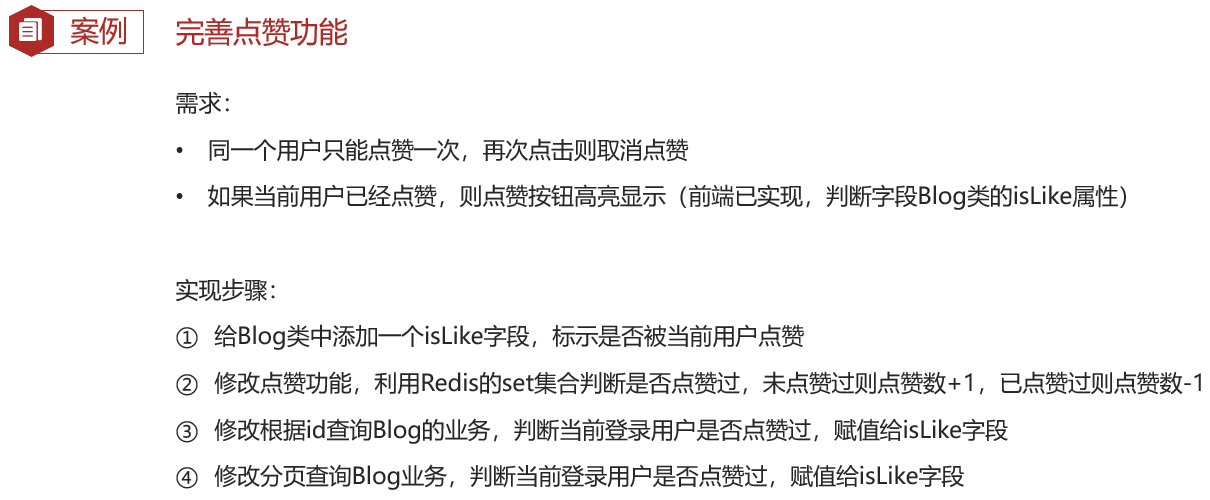 案例 完善点赞功能
需求：
• 同一个用户只能点赞一次，再次点击则取消点赞
• 如果当前用户已经点赞，则点赞按钮高亮显示（前端已实现，判断字段Blog类的isLike属性）
实现步骤：
① 给Blog类中添加一个isLike字段，标示是否被当前用户点赞
② 修改点赞功能，利用Redis的set集合判断是否点赞过，未点赞过则点赞数+1，已点赞过则点赞数-1
③ 修改根据id查询Blog的业务，判断当前登录用户是否点赞过，赋值给isLike字段
④ 修改分页查询Blog业务，判断当前登录用户是否点赞过，赋值给isLike字段